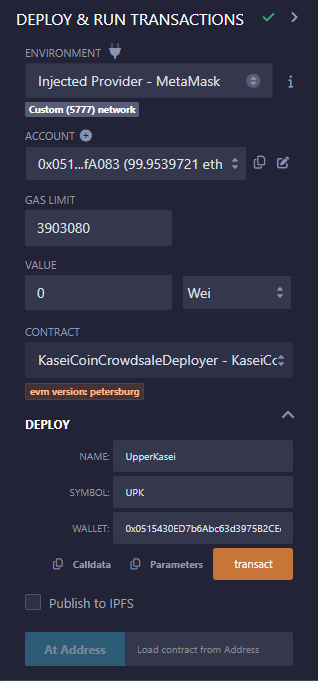 DEPLOY & RUN TRANSACTIONS
ENVIRONMENT
Injected Provider - MetaMask
Custom (5777) network
ACCOUNT
0x051...fA083 (99.9539721 eth
GAS LIMIT
3903080
VALUE
0 Wei
CONTRACT
KaseiCoinCrowdsaleDeployer - KaseiCo
evm version: petersburg
DEPLOY
NAME: UpperKasei
SYMBOL: UPK
WALLET: 0x0515430ED7b6Abc63d3975B2CE
Calldata Parameters transact
Publish to IPFS
At Address Load contract from Address